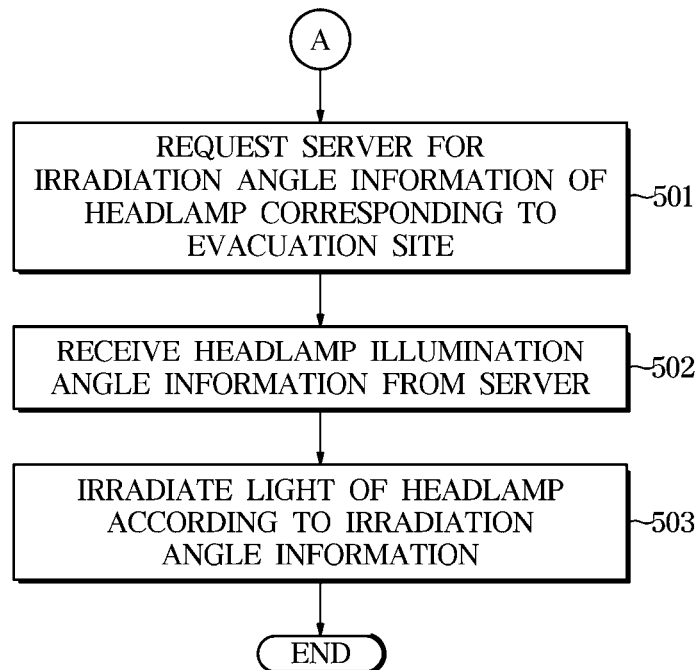 A
REQUEST SERVER FOR
IRRADIATION ANGLE INFORMATION OF
HEADLAMP CORRESPONDING TO
EVACUATION SITE
501
RECEIVE HEADLAMP ILLUMINATION
ANGLE INFORMATION FROM SERVER
502
IRRADIATE LIGHT OF HEADLAMP
ACCORDING TO IRRADIATION
ANGLE INFORMATION
503
END